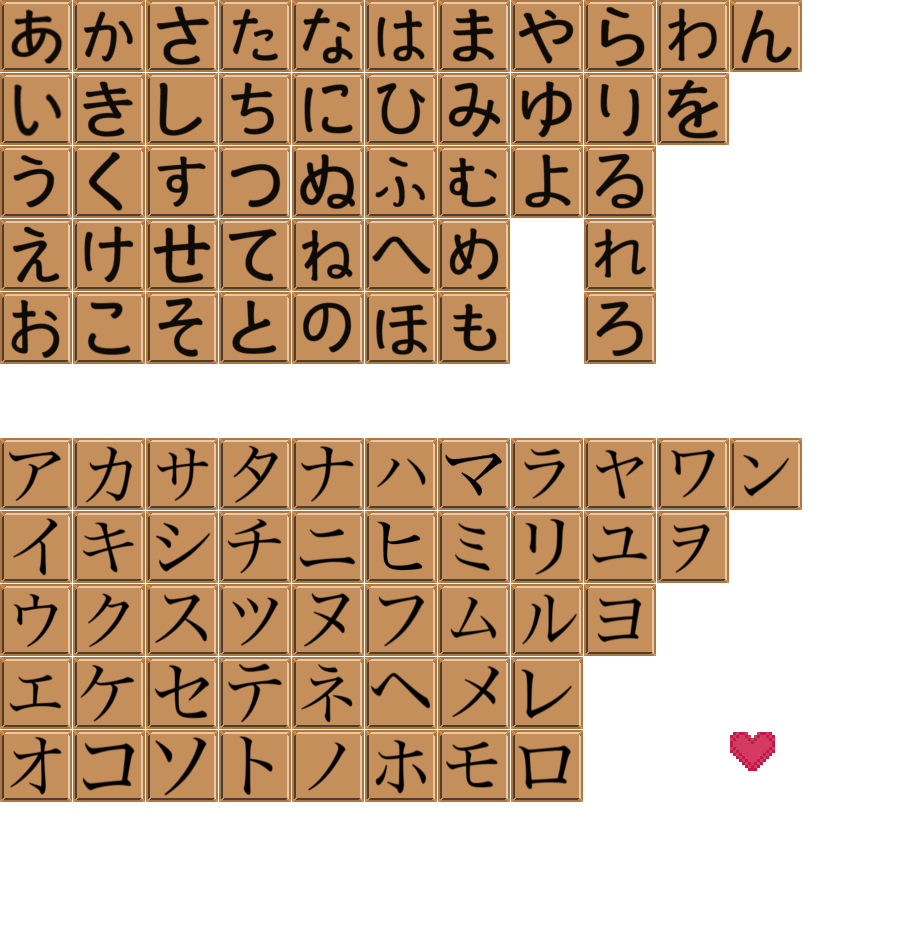 あかさたなはまやらわん
いきしちにひみゆりを
うくすつぬふむよる
えけせてねへめれ
おこそとのほもろ
アカサタナハマラヤワン
イキシチニヒミリユヲ
ウクスツヌフムルヨ
エケセテネヘメレ
オコソトノホモロ